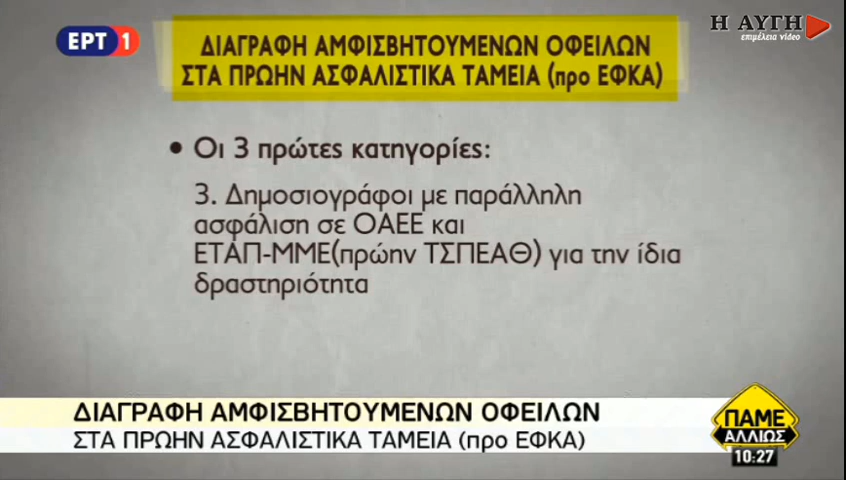 ΕΡΤ 1
Η ΑΥΓΗ
επιμέλεια video
ΔΙΑΓΡΑΦΗ ΑΜΦΙΣΒΗΤΟΥΜΕΝΩΝ ΟΦΕΙΛΩΝ
ΣΤΑ ΠΡΩΗΝ ΑΣΦΑΛΙΣΤΙΚΑ ΤΑΜΕΙΑ (προ ΕΦΚΑ)
• Οι 3 πρώτες κατηγορίες:
3. Δημοσιογράφοι με παράλληλη
ασφάλιση σε ΟΑΕΕ και
ΕΤΑΠ-ΜΜΕ(πρώην ΤΣΠΕΑΘ) για την ίδια
δραστηριότητα
ΔΙΑΓΡΑΦΗ ΑΜΦΙΣΒΗΤΟΥΜΕΝΩΝ ΟΦΕΙΛΩΝ
ΣΤΑ ΠΡΩΗΝ ΑΣΦΑΛΙΣΤΙΚΑ ΤΑΜΕΙΑ (προ ΕΦΚΑ)
ΠΑΜΕ
ΑΛΛΙΩΣ
10:27